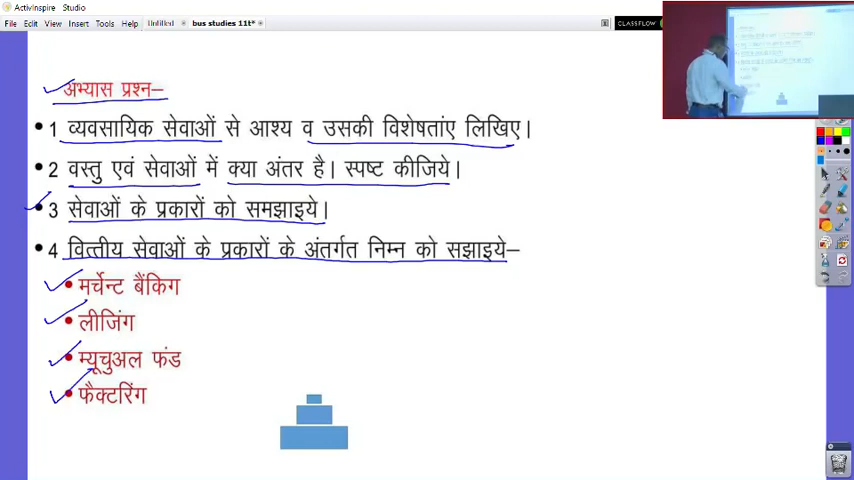 ActivInspire Studio
File Edit View Insert Tools Help Untitled bus studies 11t* CLASSFLOW
अभ्यास प्रश्न–
• 1 व्यवसायिक सेवाओं से आश्य व उसकी विशेषतांए लिखिए।
• 2 वस्तु एवं सेवाओं में क्या अंतर है। स्पष्ट कीजिये।
• 3 सेवाओं के प्रकारों को समझाइये।
• 4 वित्तीय सेवाओं के प्रकारों के अंतर्गत निम्न को सझाइये–
• मर्चेन्ट बैंकिग
• लीजिंग
• म्यूचुअल फंड
• फैक्टरिंग